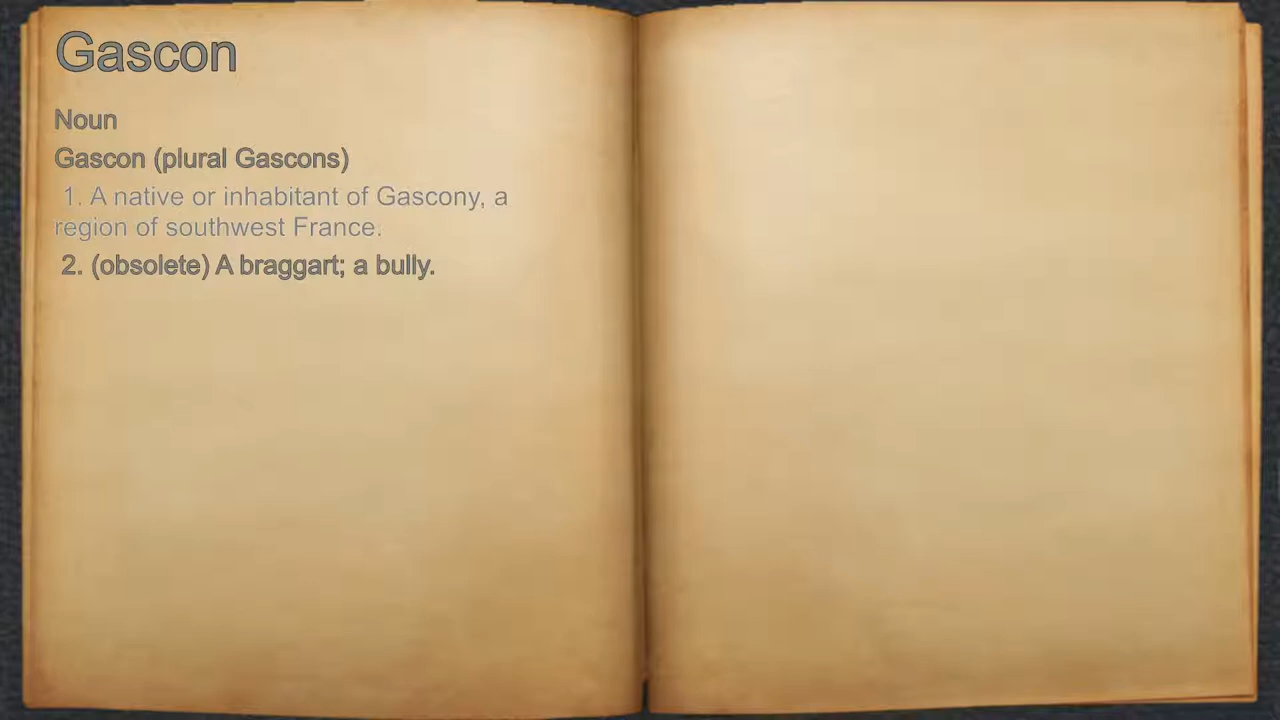 Gascon
Noun
Gascon (plural Gascons)
1. A native or inhabitant of Gascony, a
region of southwest France.
2. (obsolete) A braggart; a bully.